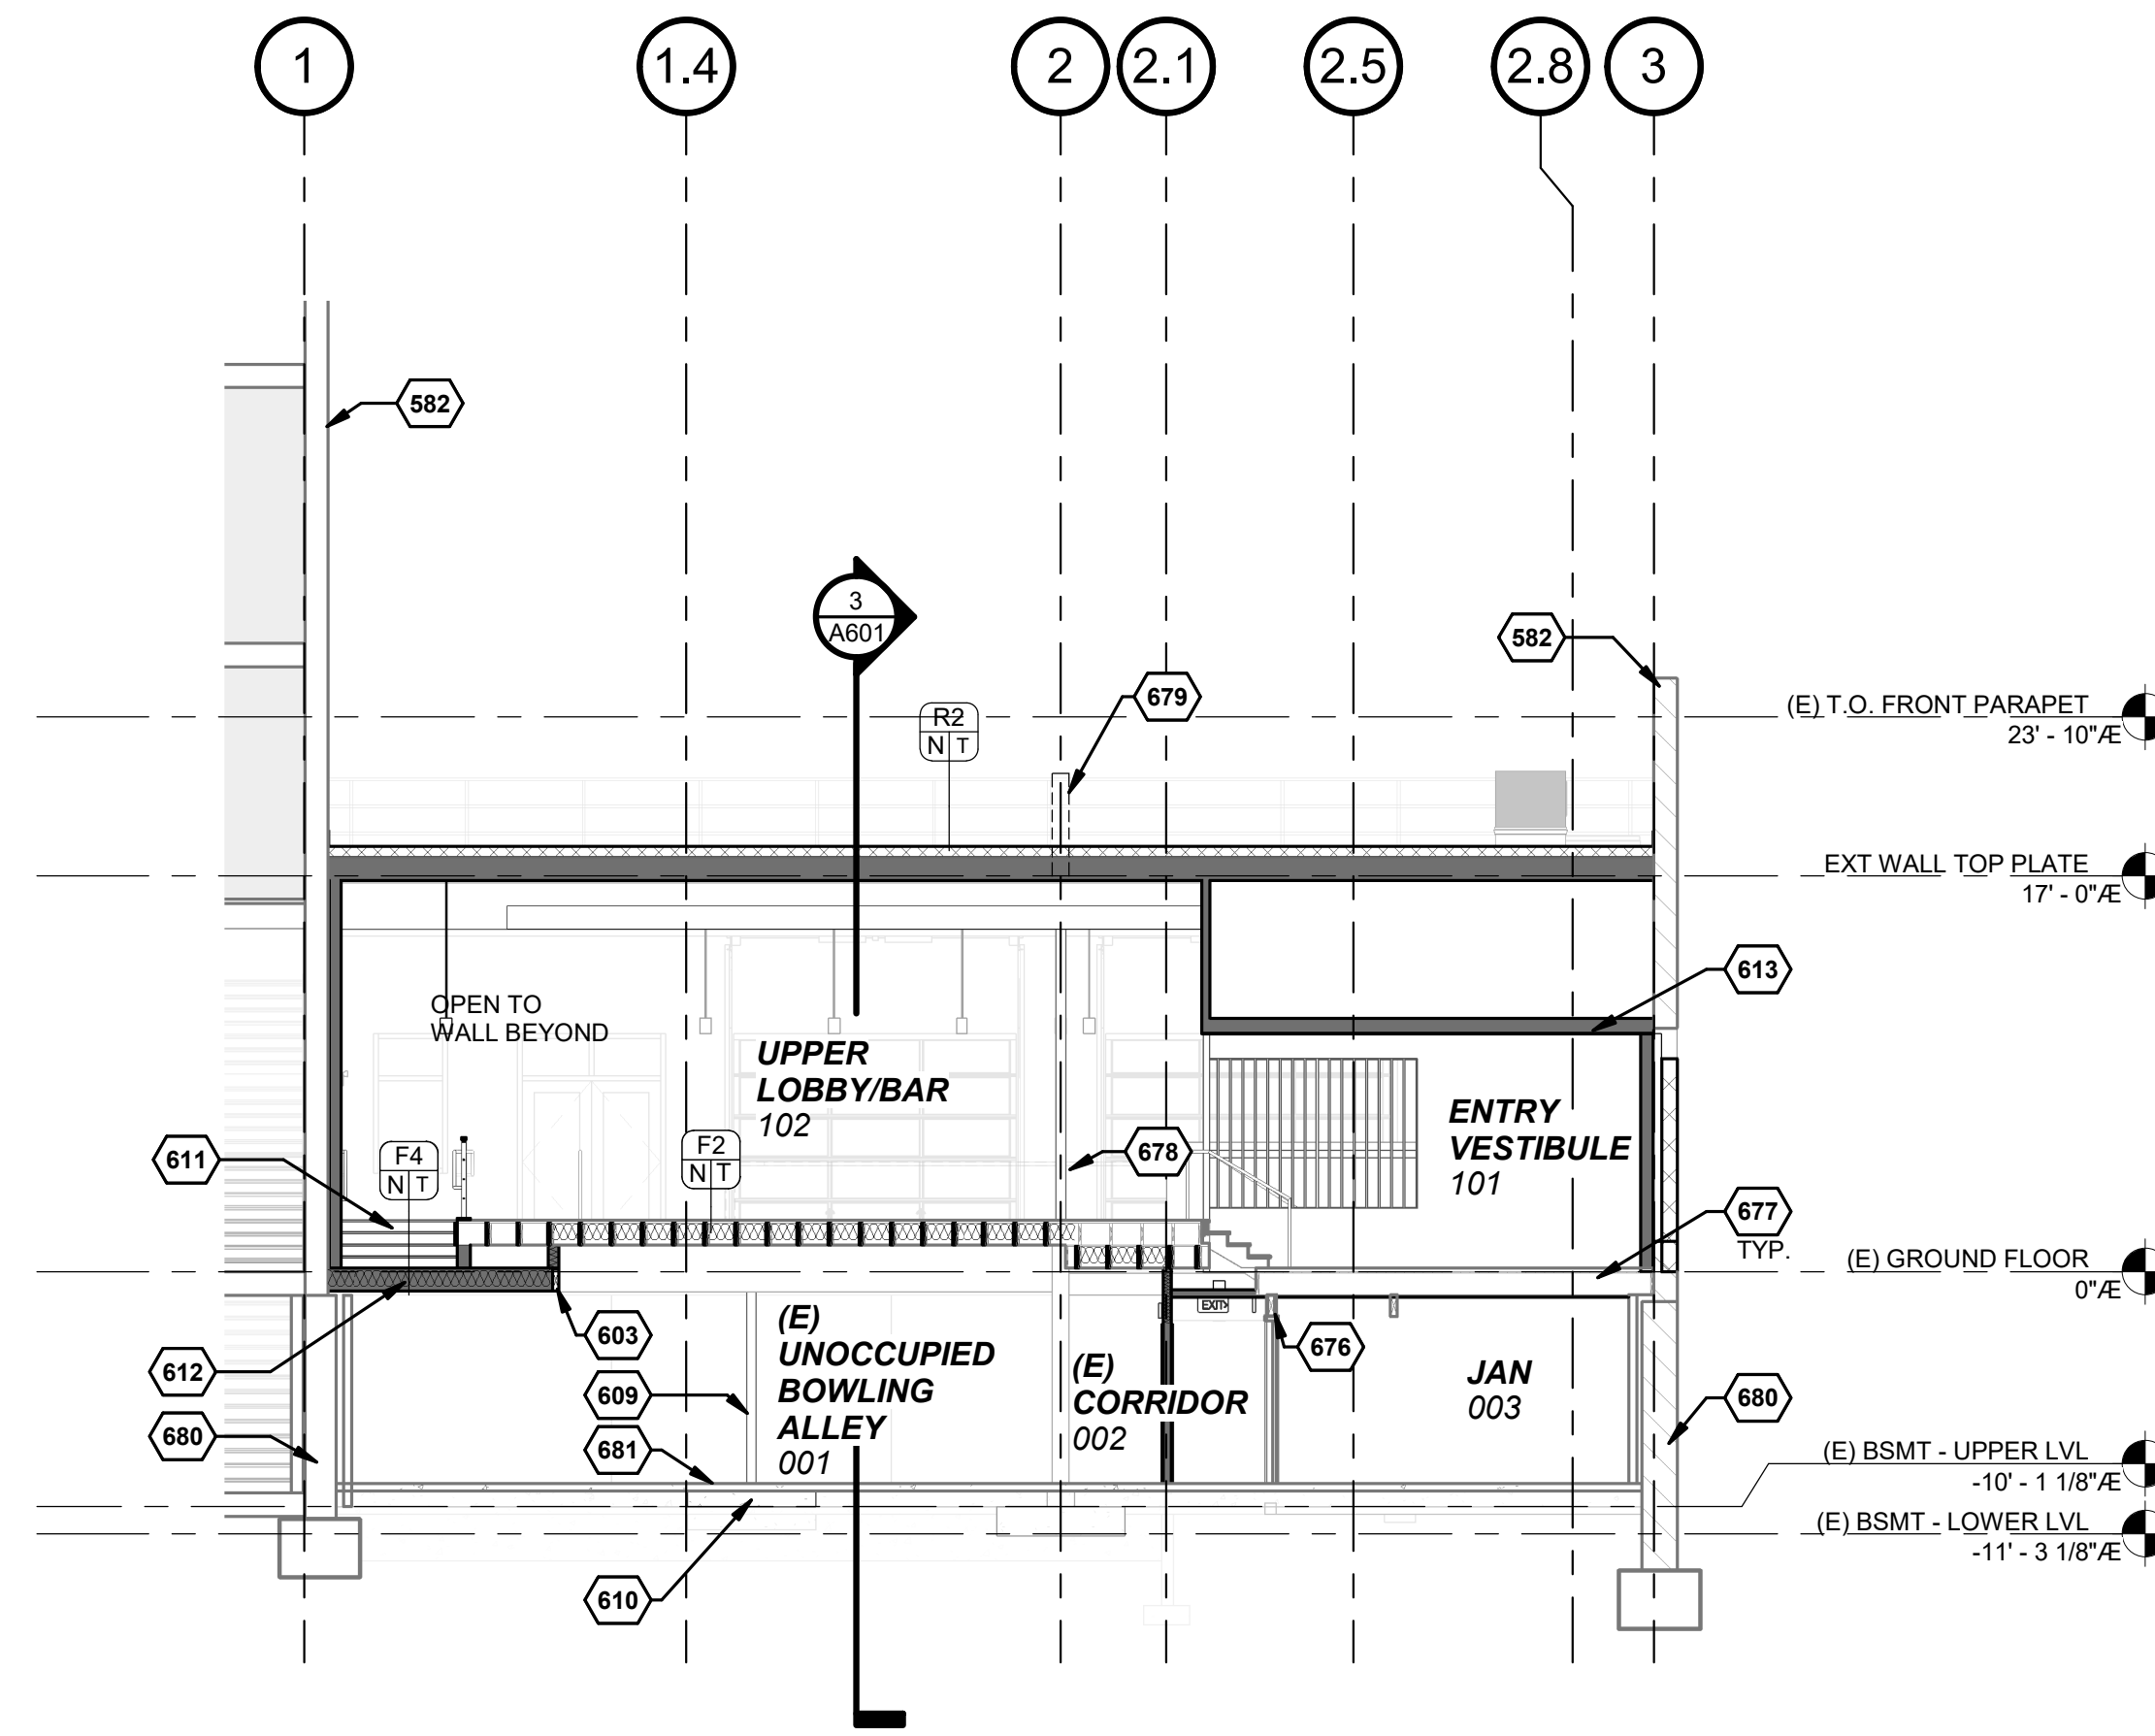 1
1.4
2
2.1
2.5
2.8
3
582
3
A601
582
679
(E) T.O. FRONT PARAPET
23' - 10"Æ
R2
N T
EXT WALL TOP PLATE
17' - 0"Æ
613
OPEN TO
WALL BEYOND
UPPER
LOBBY/BAR
102
ENTRY
VESTIBULE
101
611
F4
N T
F2
N T
678
677
TYP.
(E) GROUND FLOOR
0"Æ
EXIT
603
612
609
681
680
(E)
UNOCCUPIED
BOWLING
ALLEY
001
(E)
CORRIDOR
002
676
JAN
003
680
(E) BSMT - UPPER LVL
-10' - 1 1/8"Æ
(E) BSMT - LOWER LVL
-11' - 3 1/8"Æ
610